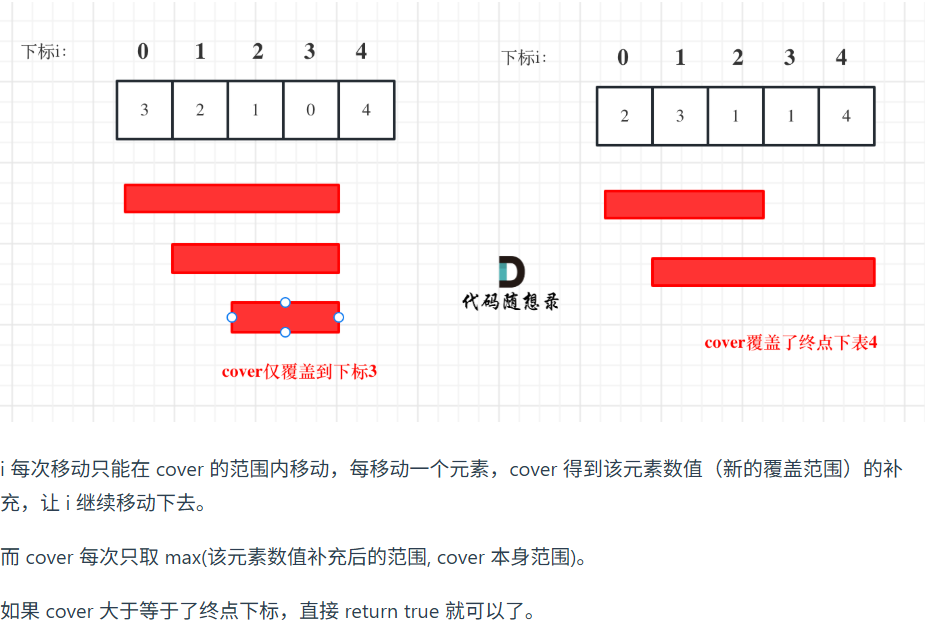 下标i:
0 1 2 3 4
3 2 1 0 4
cover仅覆盖到下标3
下标i:
0 1 2 3 4
2 3 1 1 4
代码随想录
cover覆盖了终点下表4
i 每次移动只能在 cover 的范围内移动，每移动一个元素，cover 得到该元素数值（新的覆盖范围）的补
充，让 i 继续移动下去。
而 cover 每次只取 max(该元素数值补充后的范围, cover 本身范围)。
如果 cover 大于等于了终点下标，直接 return true 就可以了。